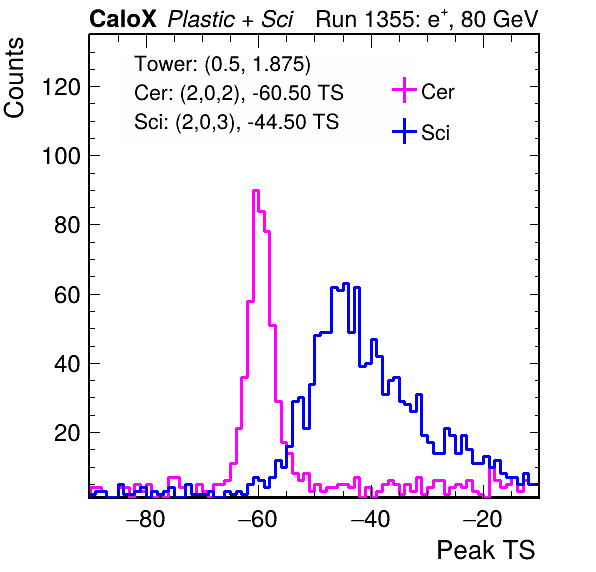 CaloX Plastic + Sci Run 1355: e⁺, 80 GeV
Tower: (0.5, 1.875)
Cer: (2,0,2), -60.50 TS
Sci: (2,0,3), -44.50 TS
Cer
Sci
Counts
120
100
80
60
40
20
−80 −60 −40 −20
Peak TS